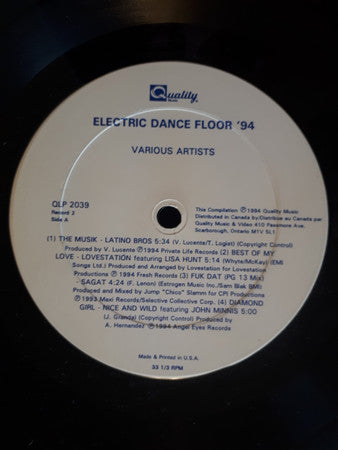 Quality
Music
ELECTRIC DANCE FLOOR '94
VARIOUS ARTISTS
QLP 2039
Record 2
Side A
This Compilation ℗1994 Quality Music
Distributed in Canada by/Distribue au Canada par
Quality Music & Video 410 Passmore Ave.
Scarborough, Ontario M1V 5L1
(1) THE MUSIK - LATINO BROS 5:34 (V. Lucenta/T. Logist) (Copyright Control)
Produced by V. Lucenta ℗1994 Private Life Records (2) BEST OF MY
LOVE - LOVESTATION featuring LISA HUNT 5:14 (Whyte/McKay) (EMI
Songs Ltd.) Produced and Arranged by Lovestation for Lovestation
Productions ℗ 1994 Fresh Records (3) FUK DAT (PG 13 Mix)
- SAGAT 4:24 (F. Lenon) Estrogen Music Inc./Sam Blak BMI)
Produced and Mixed by Jump "Chico" Slamm for CPI Productions
℗1993 Maxi Records/Selective Collective Corp. (4) DIAMOND
GIRL - NICE AND WILD featuring JOHN MINNIS 5:00
(J. Granda) (Copyright Control) Produced by
A. Hernandez ℗1994 Angel Eyes Records
Made & Printed in U.S.A.
33 1/3 RPM